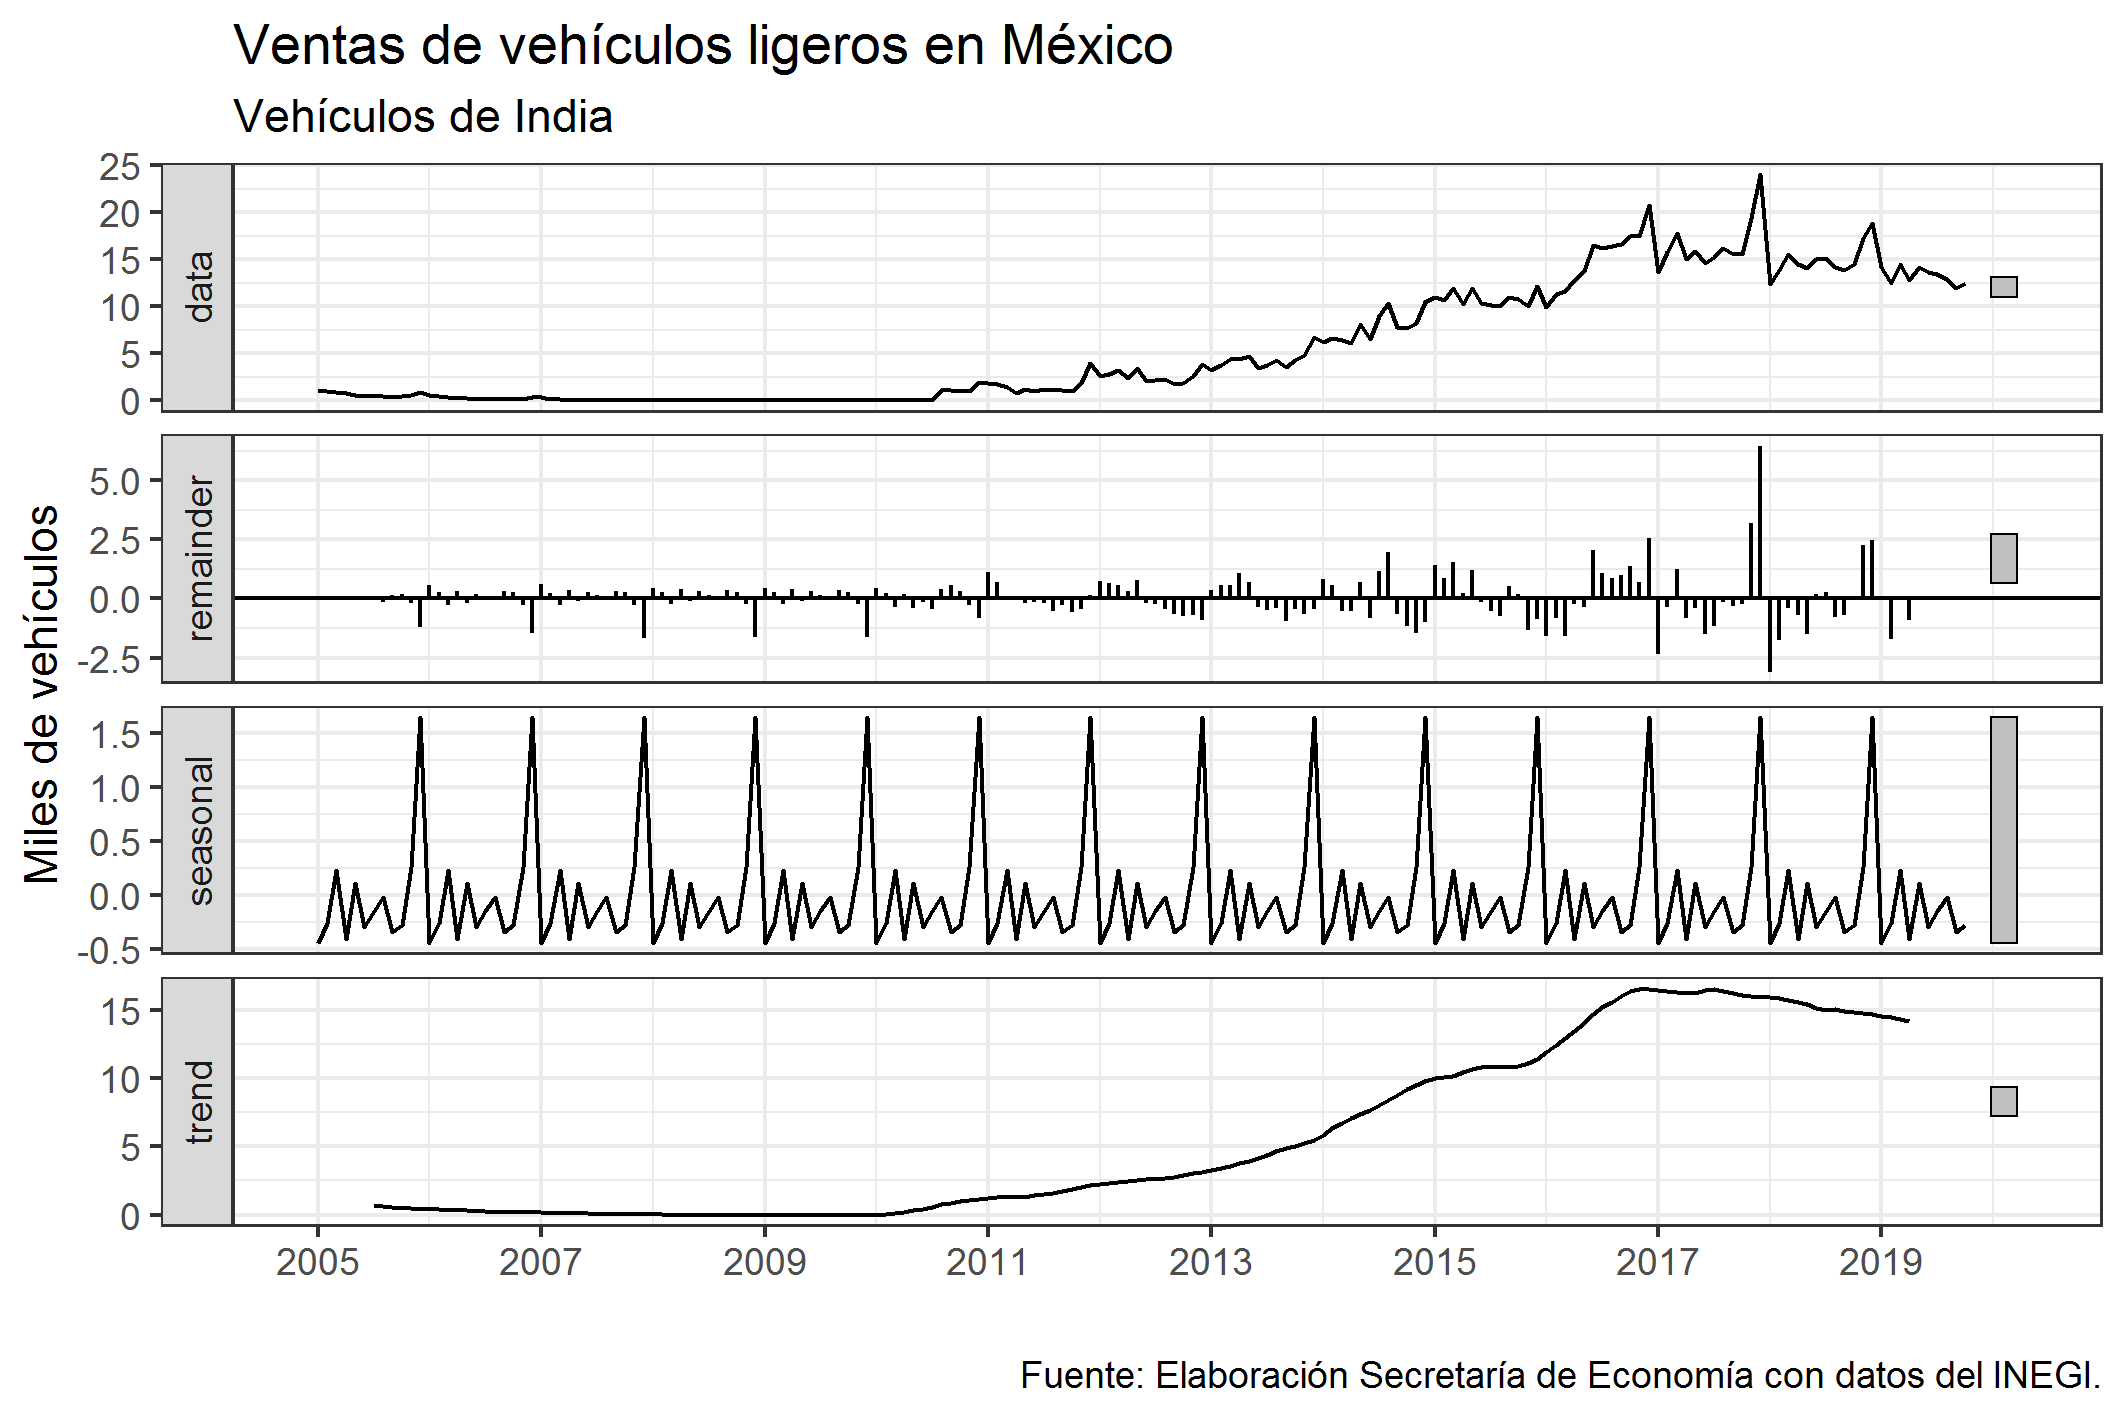 Ventas de vehículos ligeros en México
Vehículos de India
Miles de vehículos
data
25
20
15
10
5
0
remainder
5.0
2.5
0.0
-2.5
seasonal
1.5
1.0
0.5
0.0
-0.5
trend
15
10
5
0
2005 2007 2009 2011 2013 2015 2017 2019
Fuente: Elaboración Secretaría de Economía con datos del INEGI.